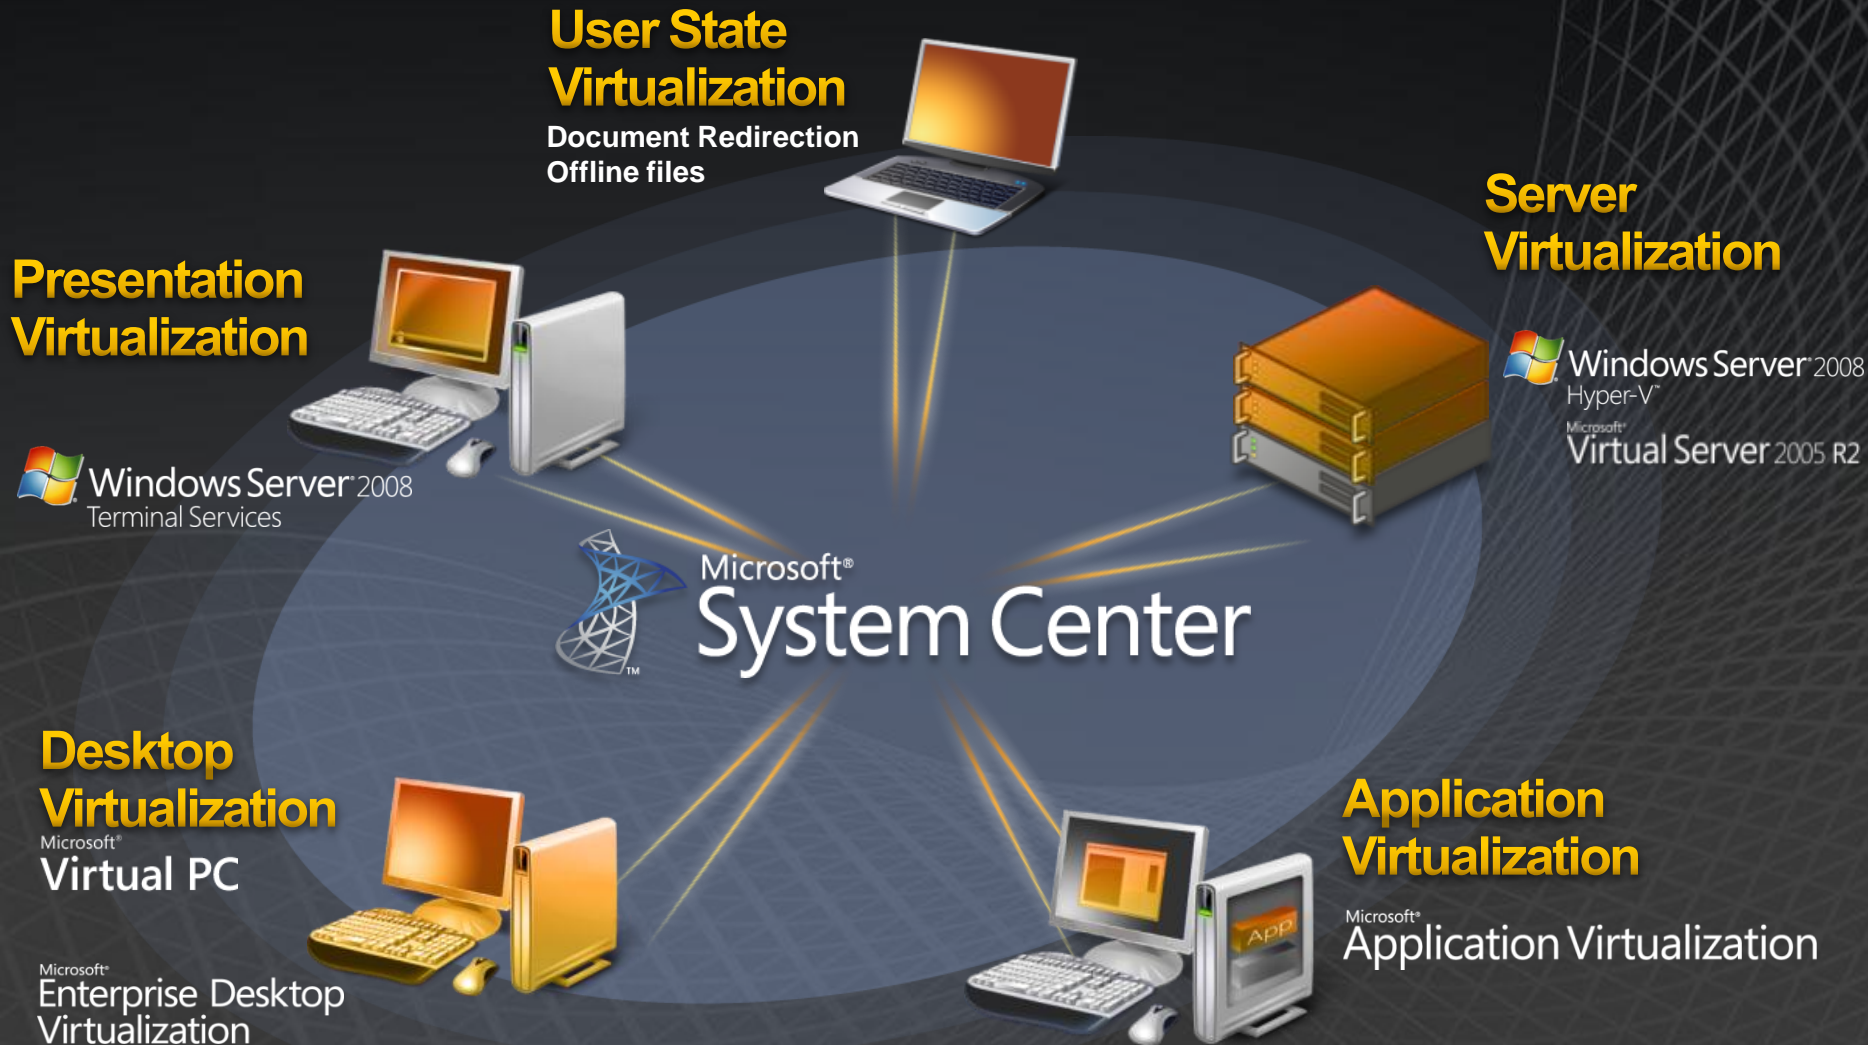 User State
Virtualization
Document Redirection
Offline files
Server
Virtualization
Windows Server® 2008
Hyper-V™
Microsoft®
Virtual Server 2005 R2
Presentation
Virtualization
Windows Server® 2008
Terminal Services
Microsoft®
System Center
TM
Desktop
Virtualization
Microsoft®
Virtual PC
Microsoft®
Enterprise Desktop
Virtualization
Application
Virtualization
Microsoft®
Application Virtualization
App